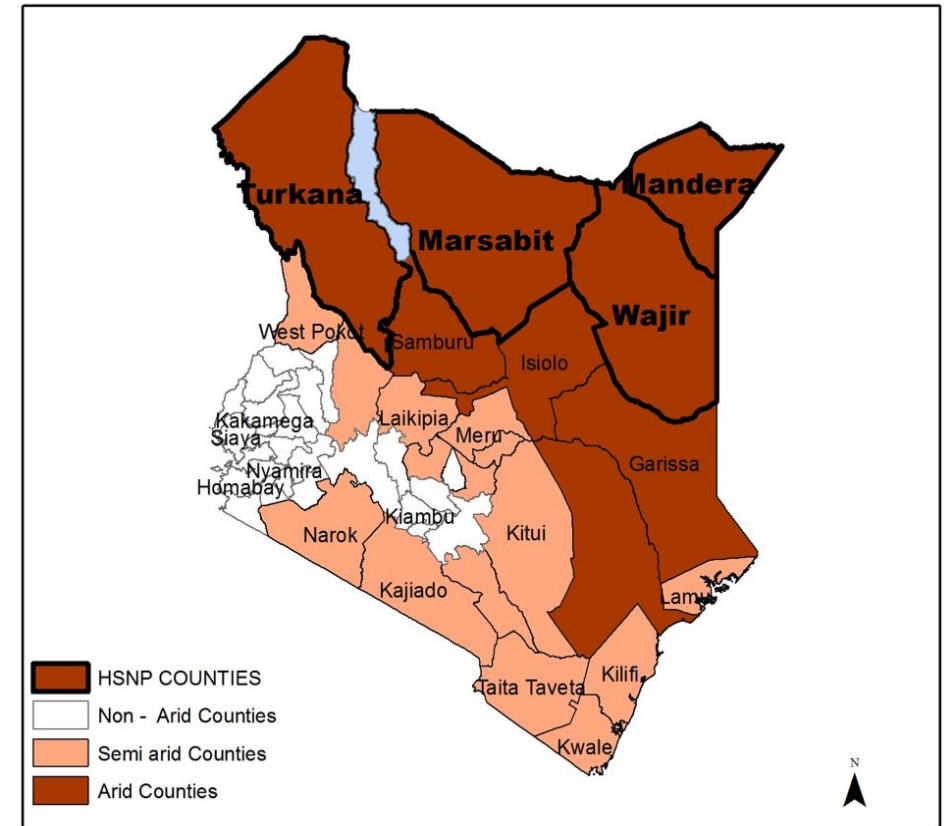 Mandera
Turkana
Marsabit
Wajir
West Pokot
Samburu
Isiolo
Laikipia
Kakamega
Meru
Siaya
Garissa
Nyamira
Homabay
Kiambu
Narok
Kitui
Kajiado
Lamu
Kilifi
Taita Taveta
Kwale
HSNP COUNTIES
Non - Arid Counties
Semi arid Counties
Arid Counties
N